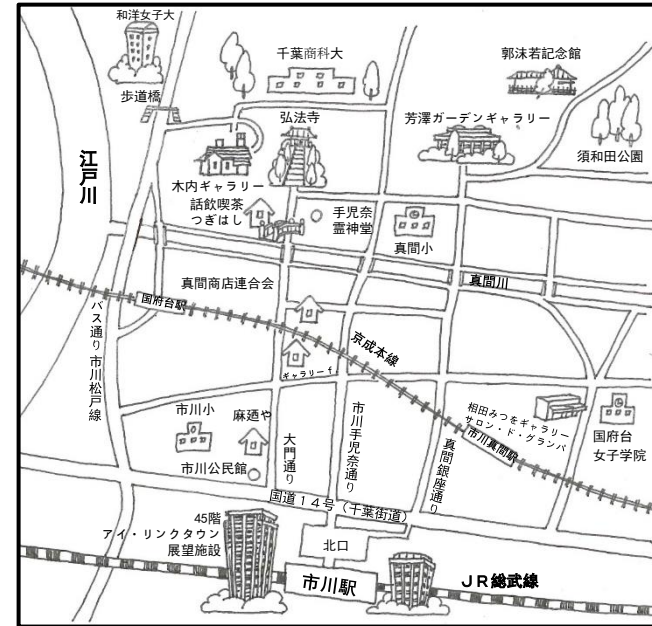 和洋女子大
千葉商科大
郭沫若記念館
歩道橋
弘法寺
芳澤ガーデンギャラリー
須和田公園
江戸川
木内ギャラリー
話飲喫茶
つぎはし
手児奈
霊神堂
真間小
真間商店連合会
真間川
国府台駅
バス通り 市川松戸線
京成本線
ギャラリーf
市川小
麻廼や
市川公民館
大門通り
市川手児奈通り
真間銀座通り
相田みつをギャラリー
サロン・ド・グランパ
市川真間駅
国府台
女子学院
国道14号(千葉街道)
45階
アイ・リンクタウン
展望施設
北口
市川駅
JR総武線